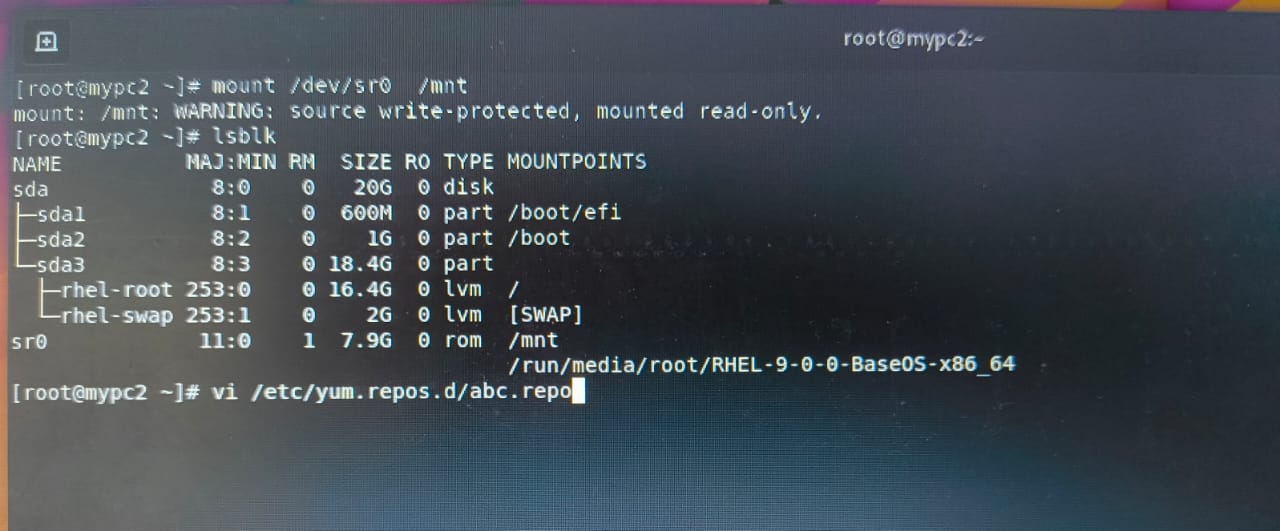 root@mypc2:~
[root@mypc2 ~]# mount /dev/sr0  /mnt
mount: /mnt: WARNING: source write-protected, mounted read-only.
[root@mypc2 ~]# lsblk
NAME          MAJ:MIN RM  SIZE RO TYPE MOUNTPOINTS
sda             8:0    0   20G  0 disk
├─sda1          8:1    0  600M  0 part /boot/efi
├─sda2          8:2    0    1G  0 part /boot
└─sda3          8:3    0 18.4G  0 part
  ├─rhel-root 253:0    0 16.4G  0 lvm  /
  └─rhel-swap 253:1    0    2G  0 lvm  [SWAP]
sr0            11:0    1  7.9G  0 rom  /mnt
                                       /run/media/root/RHEL-9-0-0-BaseOS-x86_64
[root@mypc2 ~]# vi /etc/yum.repos.d/abc.repo